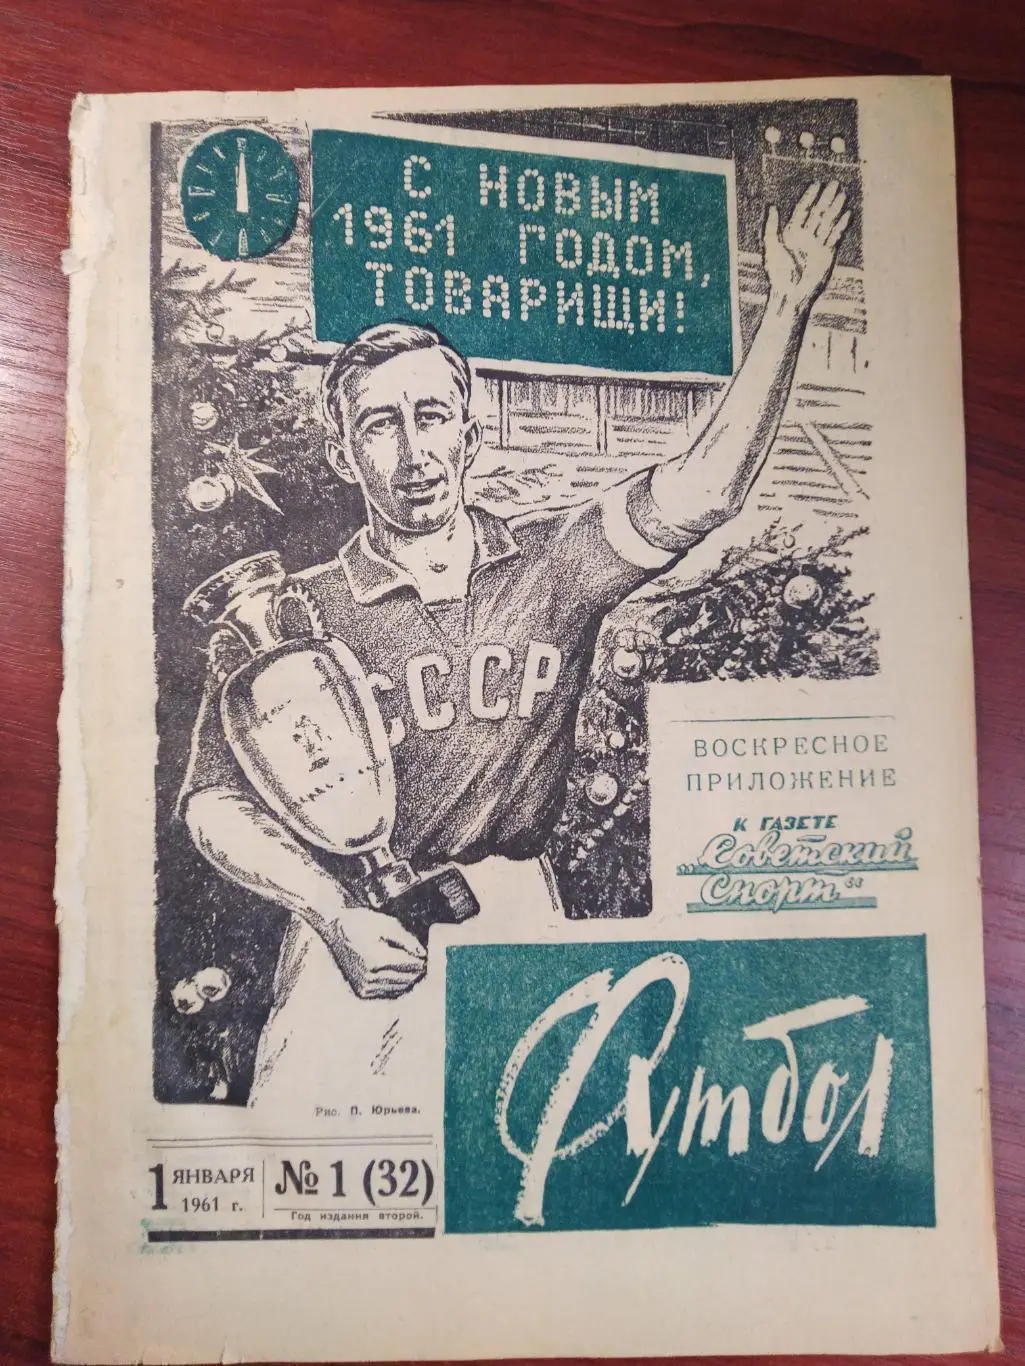 С НОВЫМ
1961 ГОДОМ,
ТОВАРИЩИ!
СССР
ВОСКРЕСНОЕ
ПРИЛОЖЕНИЕ
К ГАЗЕТЕ
„Советский
Спорт“
Футбол
Рис. П. Юрьева.
1 ЯНВАРЯ
1961 г.
№ 1 (32)
Год издания второй.